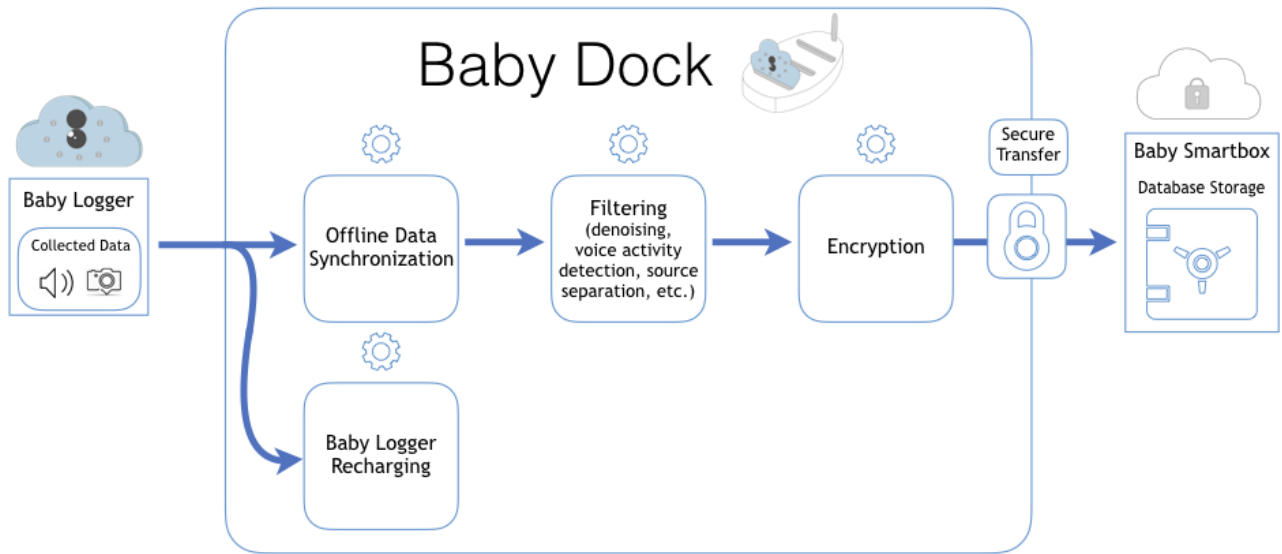 Baby Dock
Secure
Transfer
Baby Logger
Collected Data
Offline Data
Synchronization
Filtering
(denoising,
voice activity
detection, source
separation, etc.)
Encryption
Baby Smartbox
Database Storage
Baby Logger
Recharging